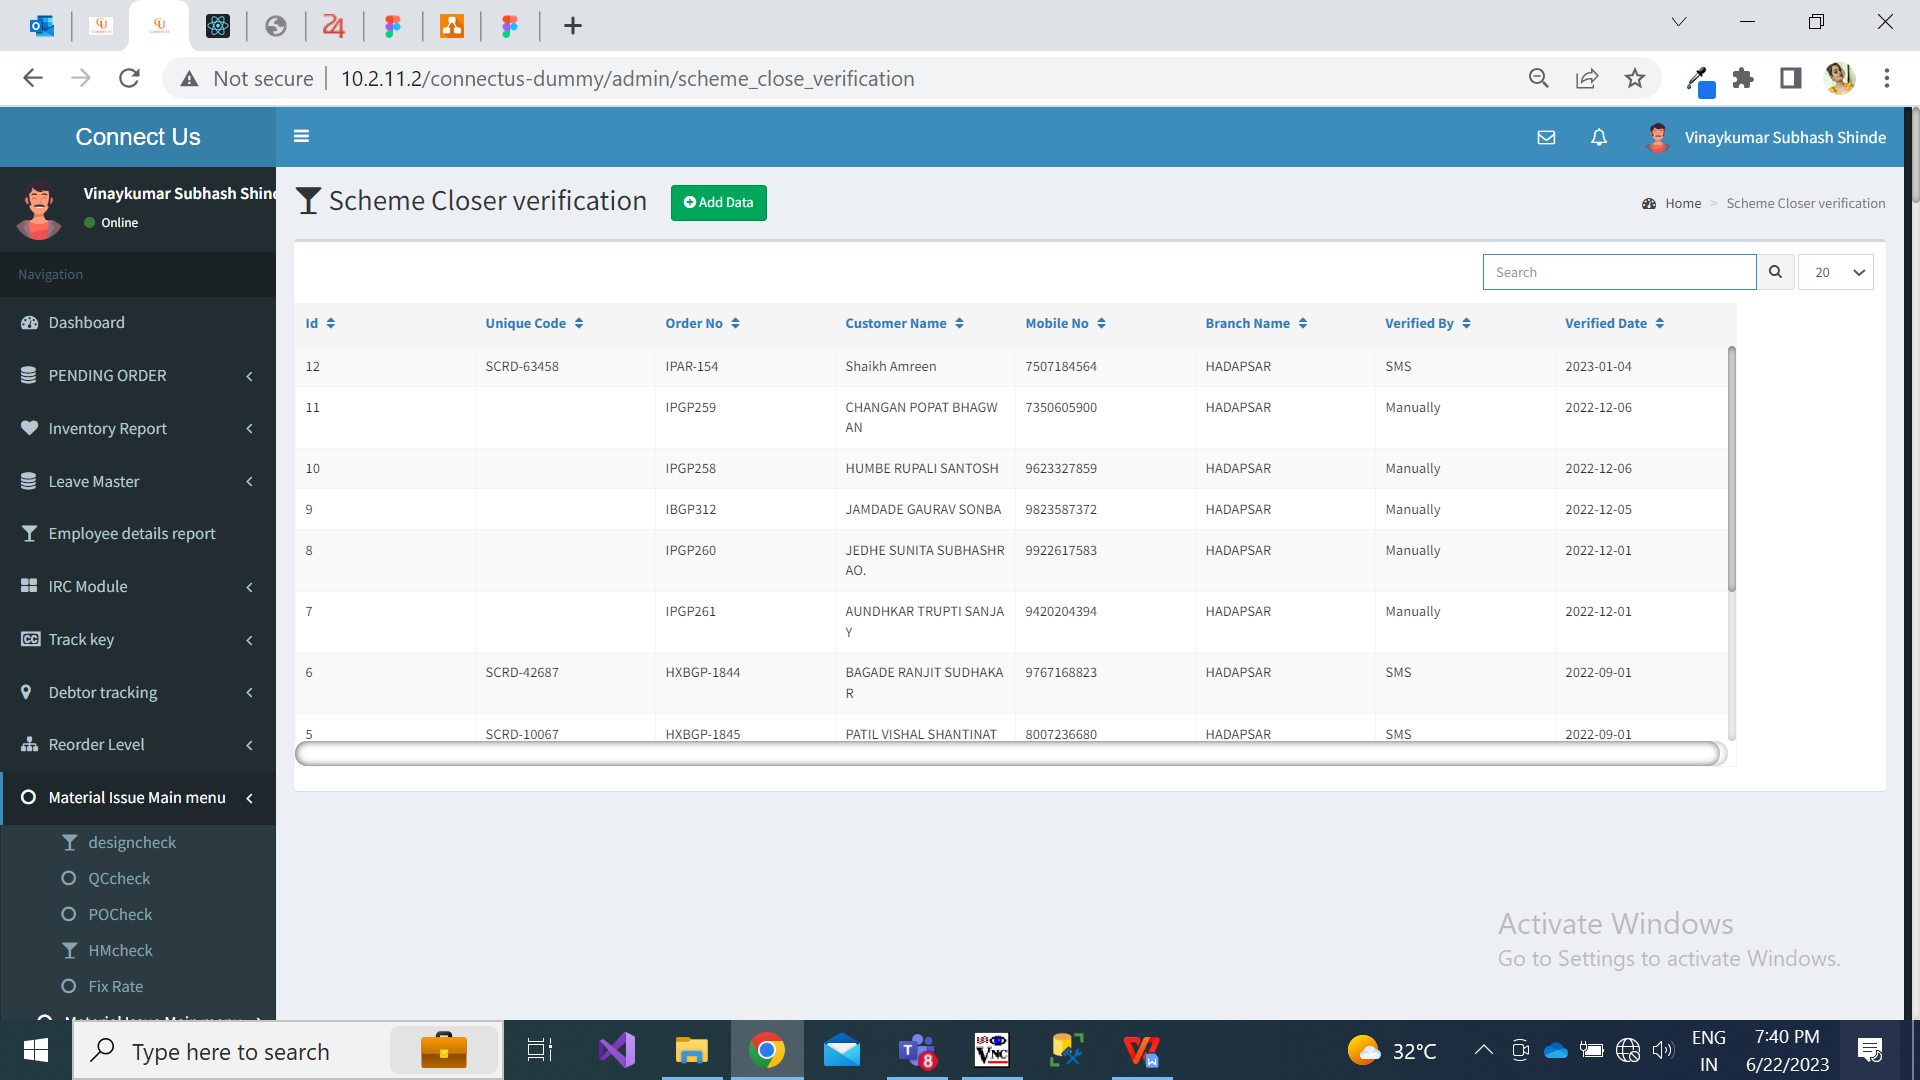 Not secure
10.2.11.2/connectus-dummy/admin/scheme_close_verification
Connect Us
Vinaykumar Subhash Shinde
Vinaykumar Subhash Shin
Online
Navigation
Dashboard
PENDING ORDER
Inventory Report
Leave Master
Employee details report
IRC Module
Track key
Debtor tracking
Reorder Level
Material Issue Main menu
designcheck
QCcheck
POCheck
HMcheck
Fix Rate
Scheme Closer verification
Add Data
Home > Scheme Closer verification
Search
20
Id Unique Code Order No Customer Name Mobile No Branch Name Verified By Verified Date
12 SCRD-63458 IPAR-154 Shaikh Amreen 7507184564 HADAPSAR SMS 2023-01-04
11 IPGP259 CHANGAN POPAT BHAGW 7350605900 HADAPSAR Manually 2022-12-06
AN
10 IPGP258 HUMBE RUPALI SANTOSH 9623327859 HADAPSAR Manually 2022-12-06
9 IBGP312 JAMDADE GAURAV SONBA 9823587372 HADAPSAR Manually 2022-12-05
8 IPGP260 JEDHE SUNITA SUBHASHR 9922617583 HADAPSAR Manually 2022-12-01
AO.
7 IPGP261 AUNDHKAR TRUPTI SANJA 9420204394 HADAPSAR Manually 2022-12-01
Y
6 SCRD-42687 HXBGP-1844 BAGADE RANJIT SUDHAKA 9767168823 HADAPSAR SMS 2022-09-01
R
5 SCRD-10067 HXBGP-1845 PATIL VISHAL SHANTINAT 8007236680 HADAPSAR SMS 2022-09-01
Activate Windows
Go to Settings to activate Windows.
Type here to search
8
32°C
ENG
IN
7:40 PM
6/22/2023